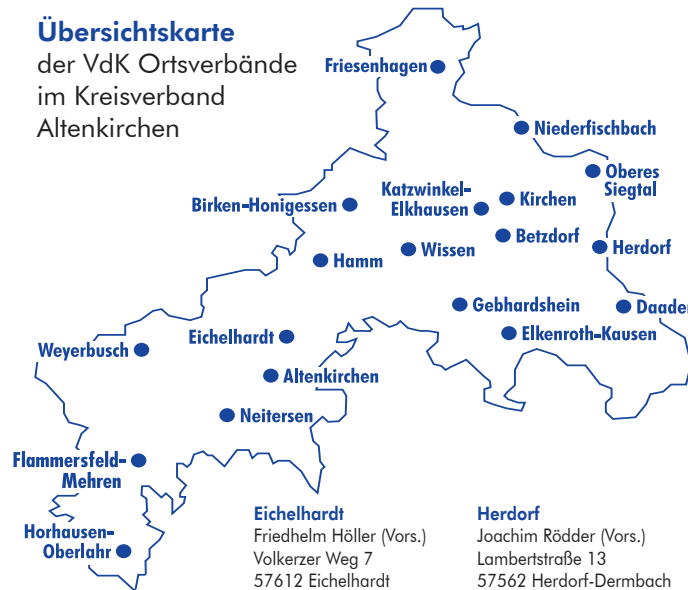 Übersichtskarte
der VdK Ortsverbände
im Kreisverband
Altenkirchen
Friesenhagen
Niederfischbach
Oberes
Siegtal
Katzwinkel-
Elkhausen
Kirchen
Birken-Honigessen
Betzdorf
Herdorf
Wissen
Hamm
Gebhardshein
Daaden
Elkenroth-Kausen
Eichelhardt
Weyerbusch
Altenkirchen
Neitersen
Flammersfeld-
Mehren
Horhausen-
Oberlahr
Eichelhardt
Friedhelm Höller (Vors.)
Volkerzer Weg 7
57612 Eichelhardt
Herdorf
Joachim Rödder (Vors.)
Lambertstraße 13
57562 Herdorf-Dermbach